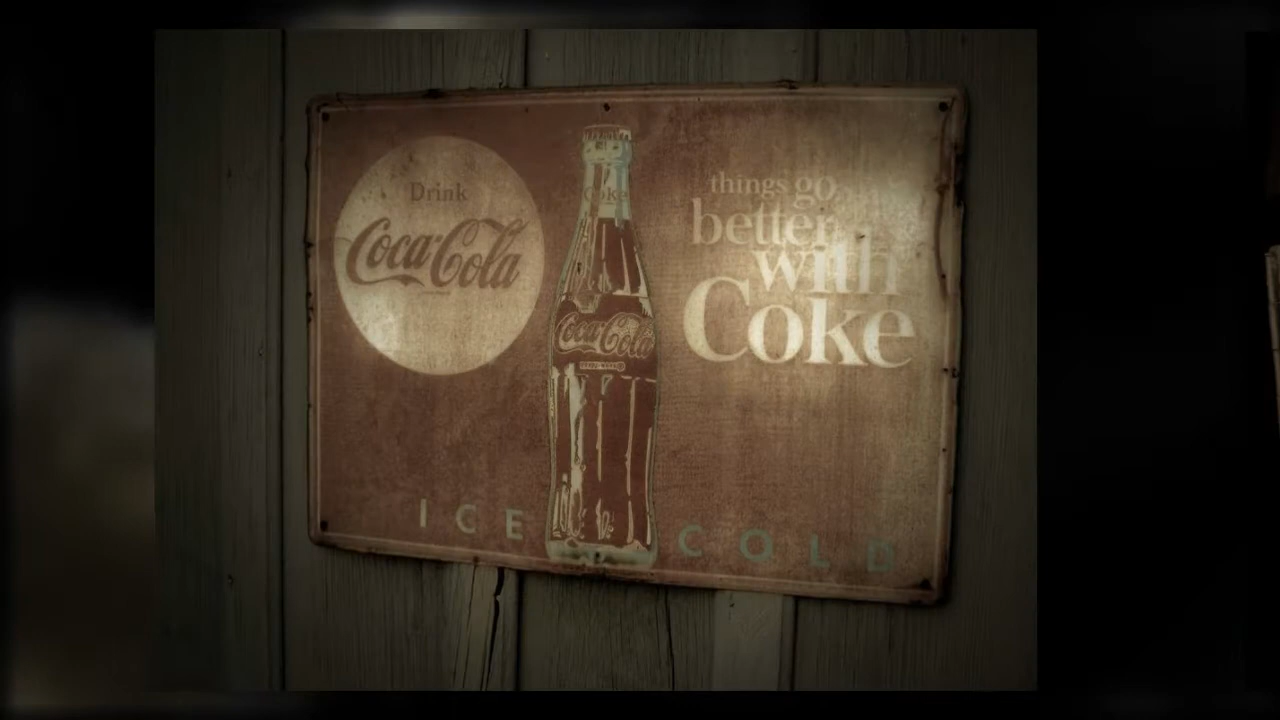 Drink
Coca-Cola
Coke
Coca-Cola
things go
better
with
Coke
ICE COLD